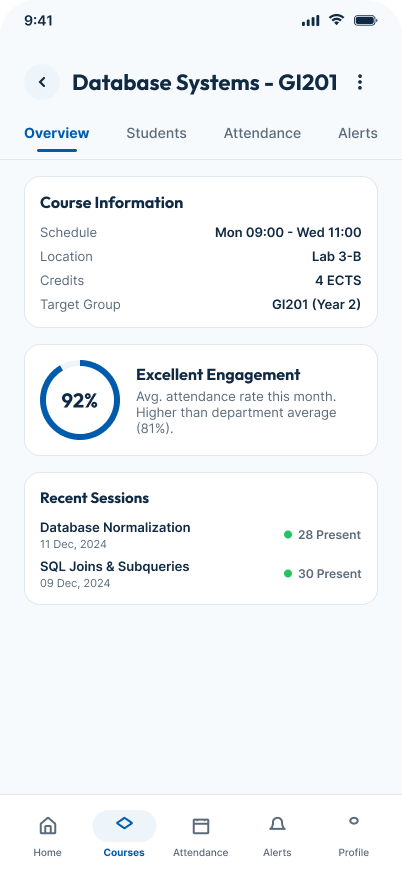 9:41
Database Systems - GI201
Overview Students Attendance Alerts
Course Information
Schedule Mon 09:00 - Wed 11:00
Location Lab 3-B
Credits 4 ECTS
Target Group GI201 (Year 2)
92%
Excellent Engagement
Avg. attendance rate this month.
Higher than department average
(81%).
Recent Sessions
Database Normalization
11 Dec, 2024
28 Present
SQL Joins & Subqueries
09 Dec, 2024
30 Present
Home Courses Attendance Alerts Profile